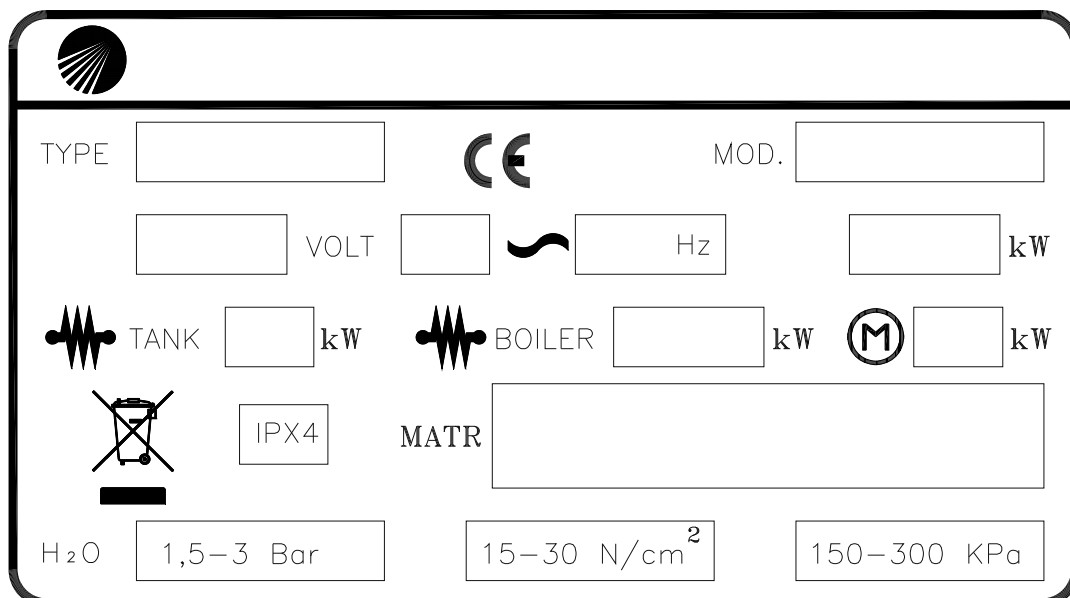 TYPE CE MOD.
VOLT Hz kW
TANK kW BOILER kW M kW
IPX4 MATR
H₂O 1,5-3 Bar 15-30 N/cm² 150-300 KPa